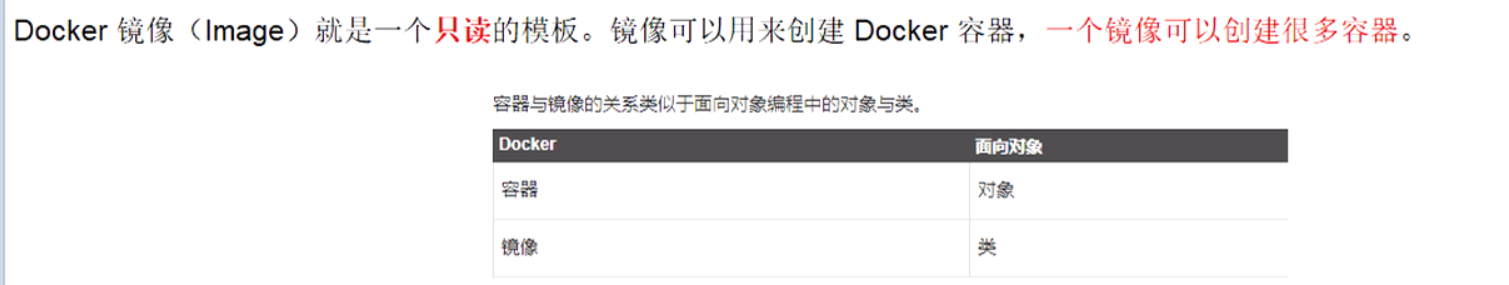 Docker 镜像（Image）就是一个只读的模板。镜像可以用来创建 Docker 容器，一个镜像可以创建很多容器。
容器与镜像的关系类似于面向对象编程中的对象与类。
Docker 面向对象
容器 对象
镜像 类